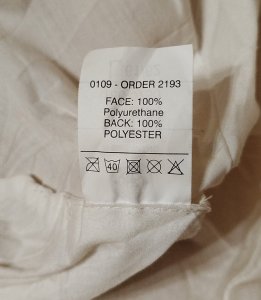 0109 - ORDER 2193
FACE: 100%
Polyurethane
BACK: 100%
POLYESTER
40